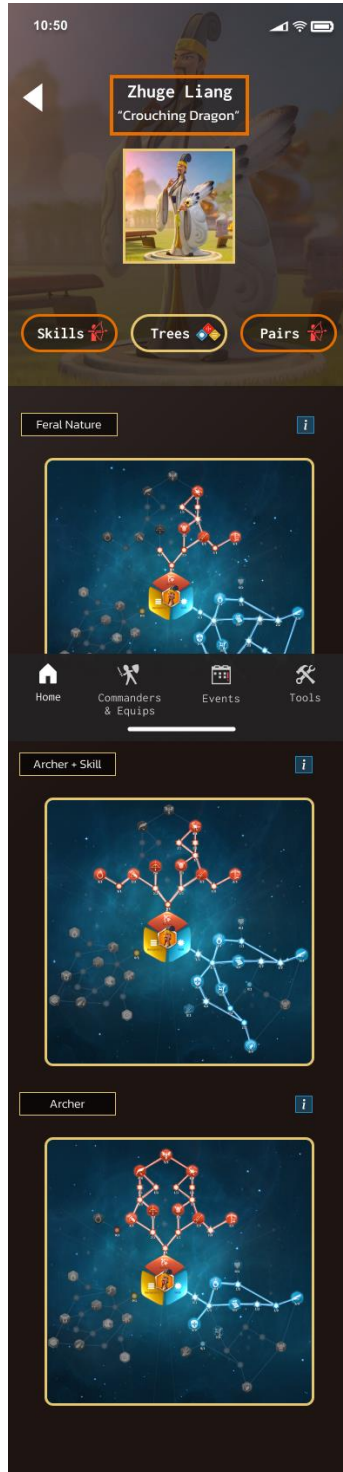 10:50
Zhuge Liang
"Crouching Dragon"
Skills
Trees
Pairs
Feral Nature
i
Home
Commanders
& Equips
Events
Tools
Archer + Skill
i
Archer
i